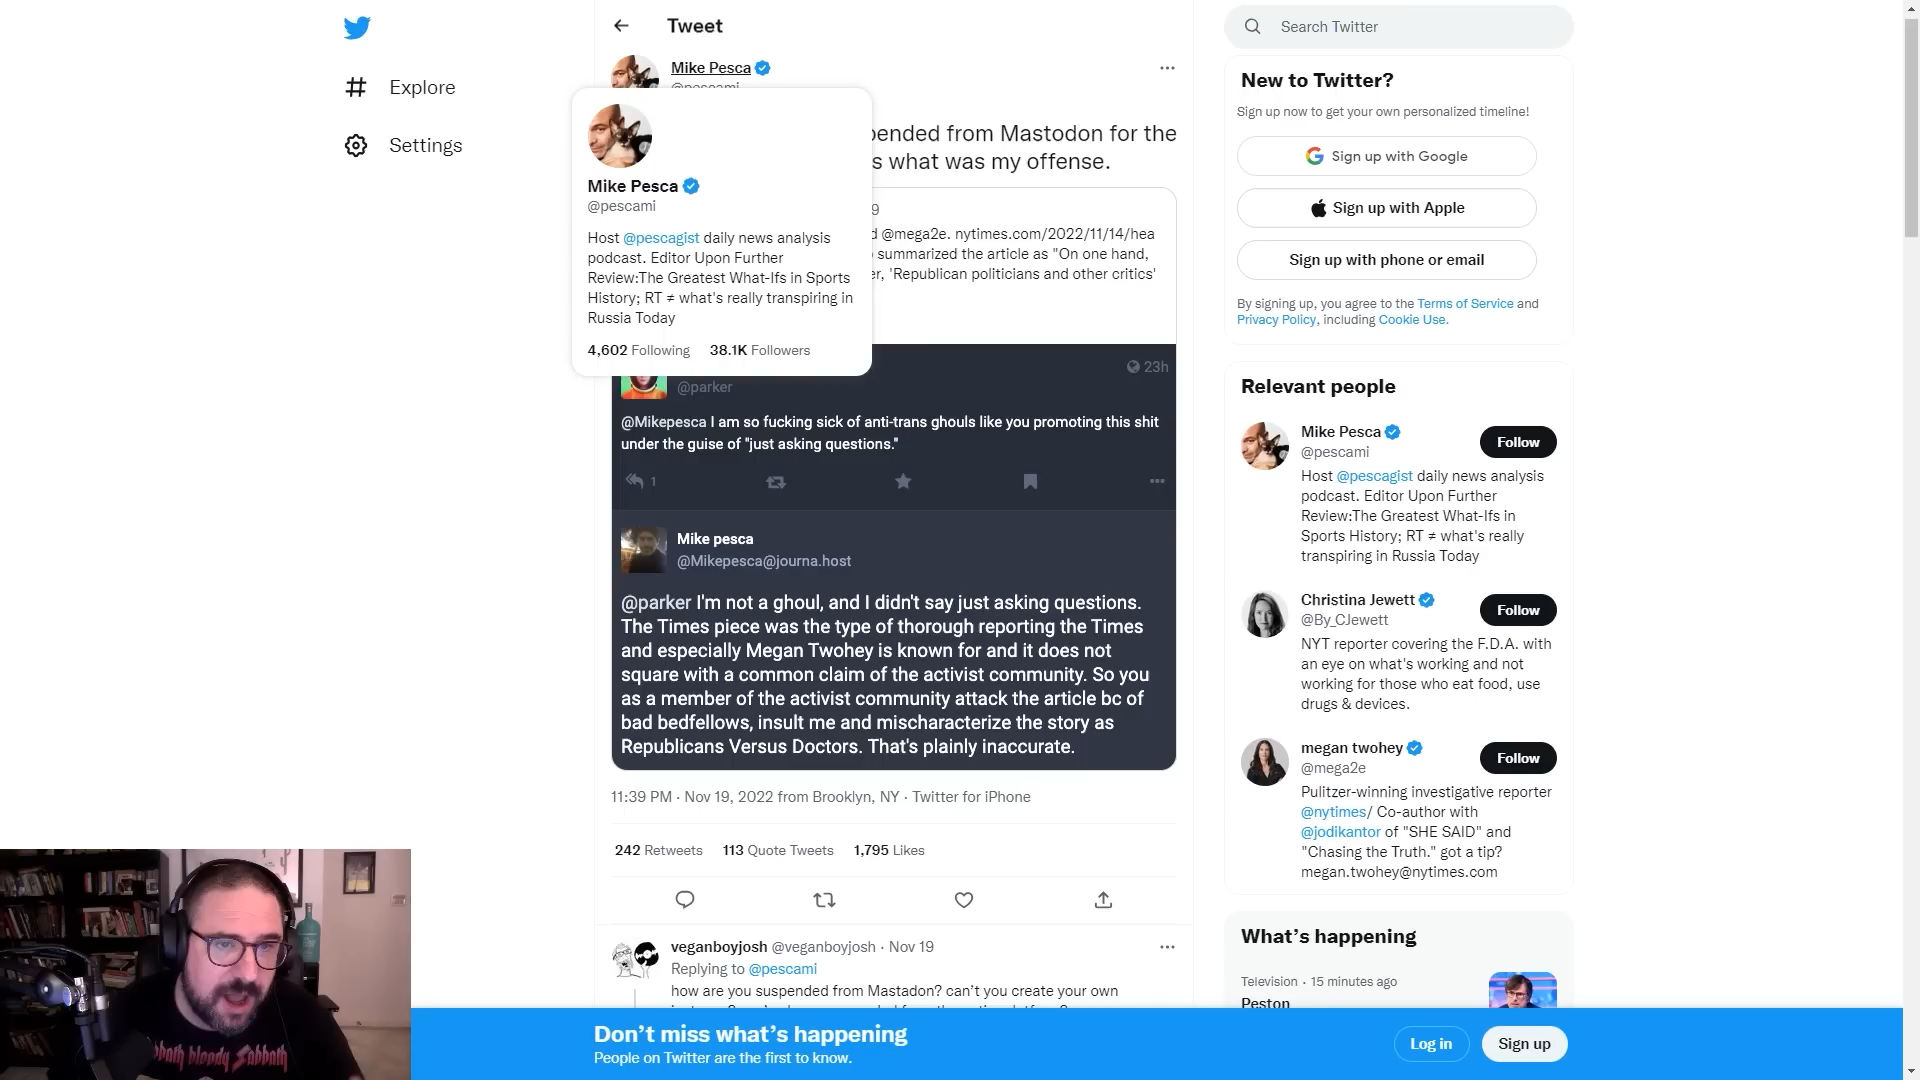 Explore
Settings
Tweet
Mike Pesca
@pescami
pended from Mastodon for the
s what was my offense.
Mike Pesca
@pescami
Host @pescagist daily news analysis
podcast. Editor Upon Further
Review:The Greatest What-Ifs in Sports
History; RT ≠ what's really transpiring in
Russia Today
4,602 Following 38.1K Followers
9
d @mega2e. nytimes.com/2022/11/14/hea
summarized the article as "On one hand,
er, 'Republican politicians and other critics'
23h
@parker
@Mikepesca I am so fucking sick of anti-trans ghouls like you promoting this shit
under the guise of "just asking questions."
1
Mike pesca
@Mikepesca@journa.host
@parker I'm not a ghoul, and I didn't say just asking questions.
The Times piece was the type of thorough reporting the Times
and especially Megan Twohey is known for and it does not
square with a common claim of the activist community. So you
as a member of the activist community attack the article bc of
bad bedfellows, insult me and mischaracterize the story as
Republicans Versus Doctors. That's plainly inaccurate.
11:39 PM · Nov 19, 2022 from Brooklyn, NY · Twitter for iPhone
242 Retweets 113 Quote Tweets 1,795 Likes
veganboyjosh @veganboyjosh · Nov 19
Replying to @pescami
how are you suspended from Mastadon? can't you create your own
Search Twitter
New to Twitter?
Sign up now to get your own personalized timeline!
Sign up with Google
Sign up with Apple
Sign up with phone or email
By signing up, you agree to the Terms of Service and
Privacy Policy, including Cookie Use.
Relevant people
Mike Pesca
@pescami
Follow
Host @pescagist daily news analysis
podcast. Editor Upon Further
Review:The Greatest What-Ifs in
Sports History; RT ≠ what's really
transpiring in Russia Today
Christina Jewett
@By_CJewett
Follow
NYT reporter covering the F.D.A. with
an eye on what's working and not
working for those who eat food, use
drugs & devices.
megan twohey
@mega2e
Follow
Pulitzer-winning investigative reporter
@nytimes/ Co-author with
@jodikantor of "SHE SAID" and
"Chasing the Truth." got a tip?
megan.twohey@nytimes.com
What's happening
Television · 15 minutes ago
Peston
Don't miss what's happening
People on Twitter are the first to know.
Log in
Sign up
bloody Sabbath